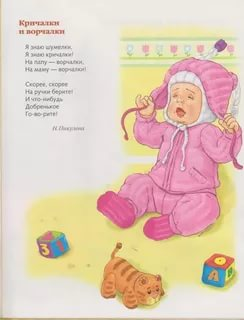 Кричалки
и ворчалки
Я знаю шумелки,
Я знаю кричалки!
На папу — ворчалки,
На маму — ворчалки!
Скорее, скорее
На ручки берите!
И что-нибудь
Добренькое
Го-во-рите!
Н.Пикулева
3